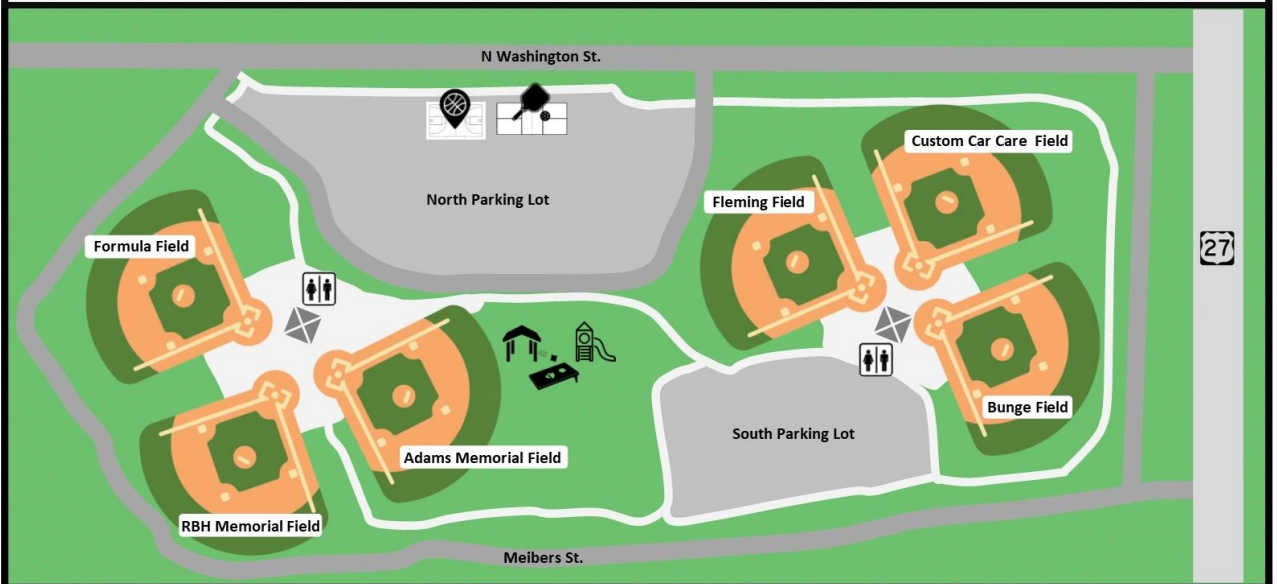 N Washington St.
Custom Car Care Field
North Parking Lot
Fleming Field
Formula Field
27
Bunge Field
South Parking Lot
Adams Memorial Field
RBH Memorial Field
Meibers St.